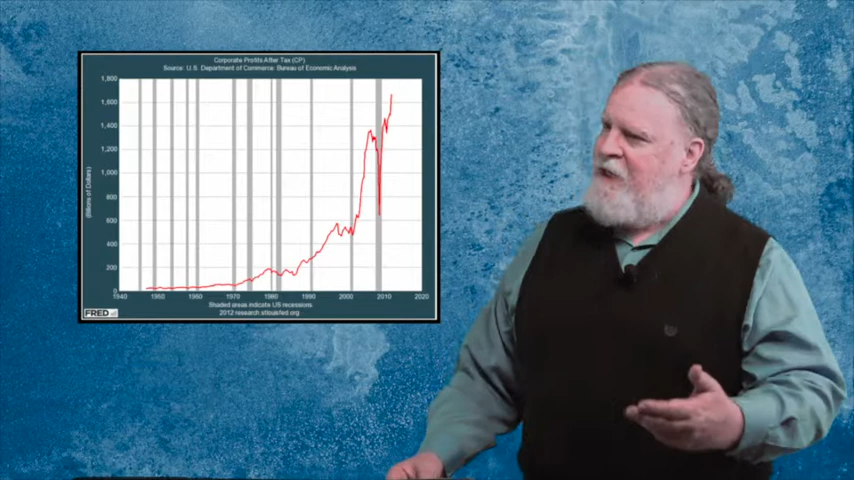 Corporate Profits After Tax (CP)
Source: U.S. Department of Commerce: Bureau of Economic Analysis
1,800
1,600
1,400
1,200
1,000
800
600
400
200
0
(Billions of Dollars)
1940 1950 1960 1970 1980 1990 2000 2010 2020
Shaded areas indicate US recessions.
2012 research.stlouisfed.org
FRED